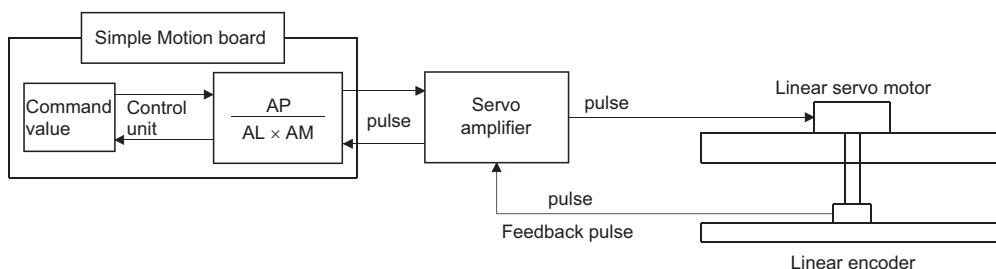 Simple Motion board
Command
value
Control
unit
AP
AL × AM
pulse
Servo
amplifier
pulse
Linear servo motor
pulse
Feedback pulse
Linear encoder